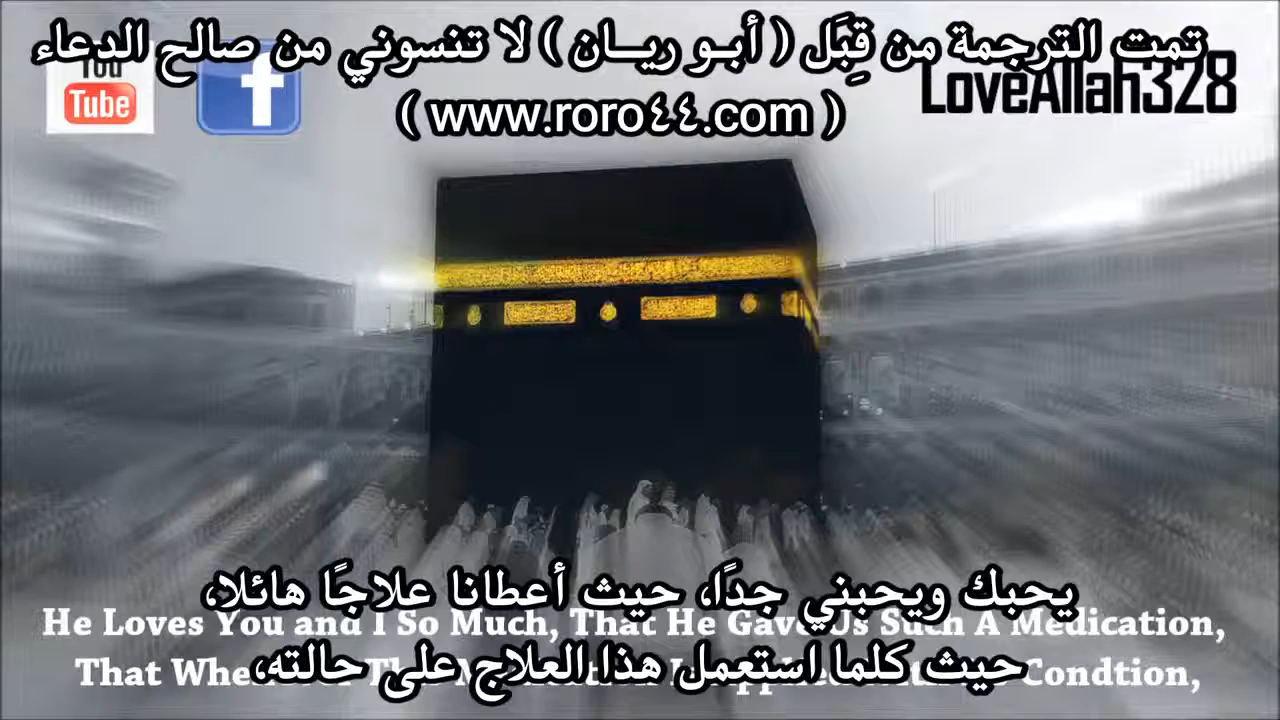 تمت الترجمة من قِبَل ( أبـو ريـان ) لا تنسوني من صالح الدعاء
You
Tube
f
LoveAllah328
( www.roro٤٤.com )
يحبك ويحبني جدًا، حيث أعطانا علاجًا هائلا،
He Loves You and I So Much, That He Gave Us Such A Medication,
حيث كلما استعمل هذا العلاج على حالته،
That When Condtion,